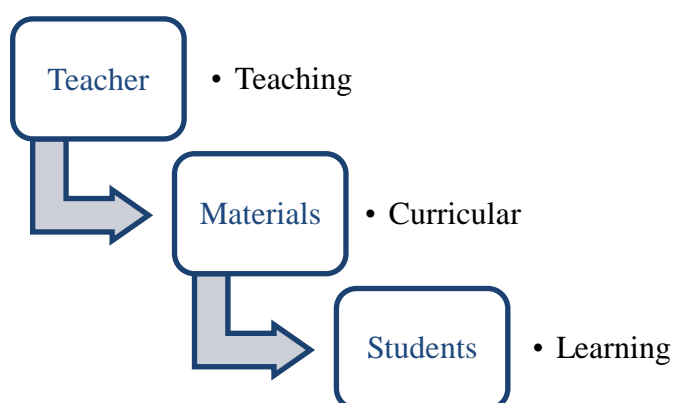 Teacher • Teaching
Materials • Curricular
Students • Learning